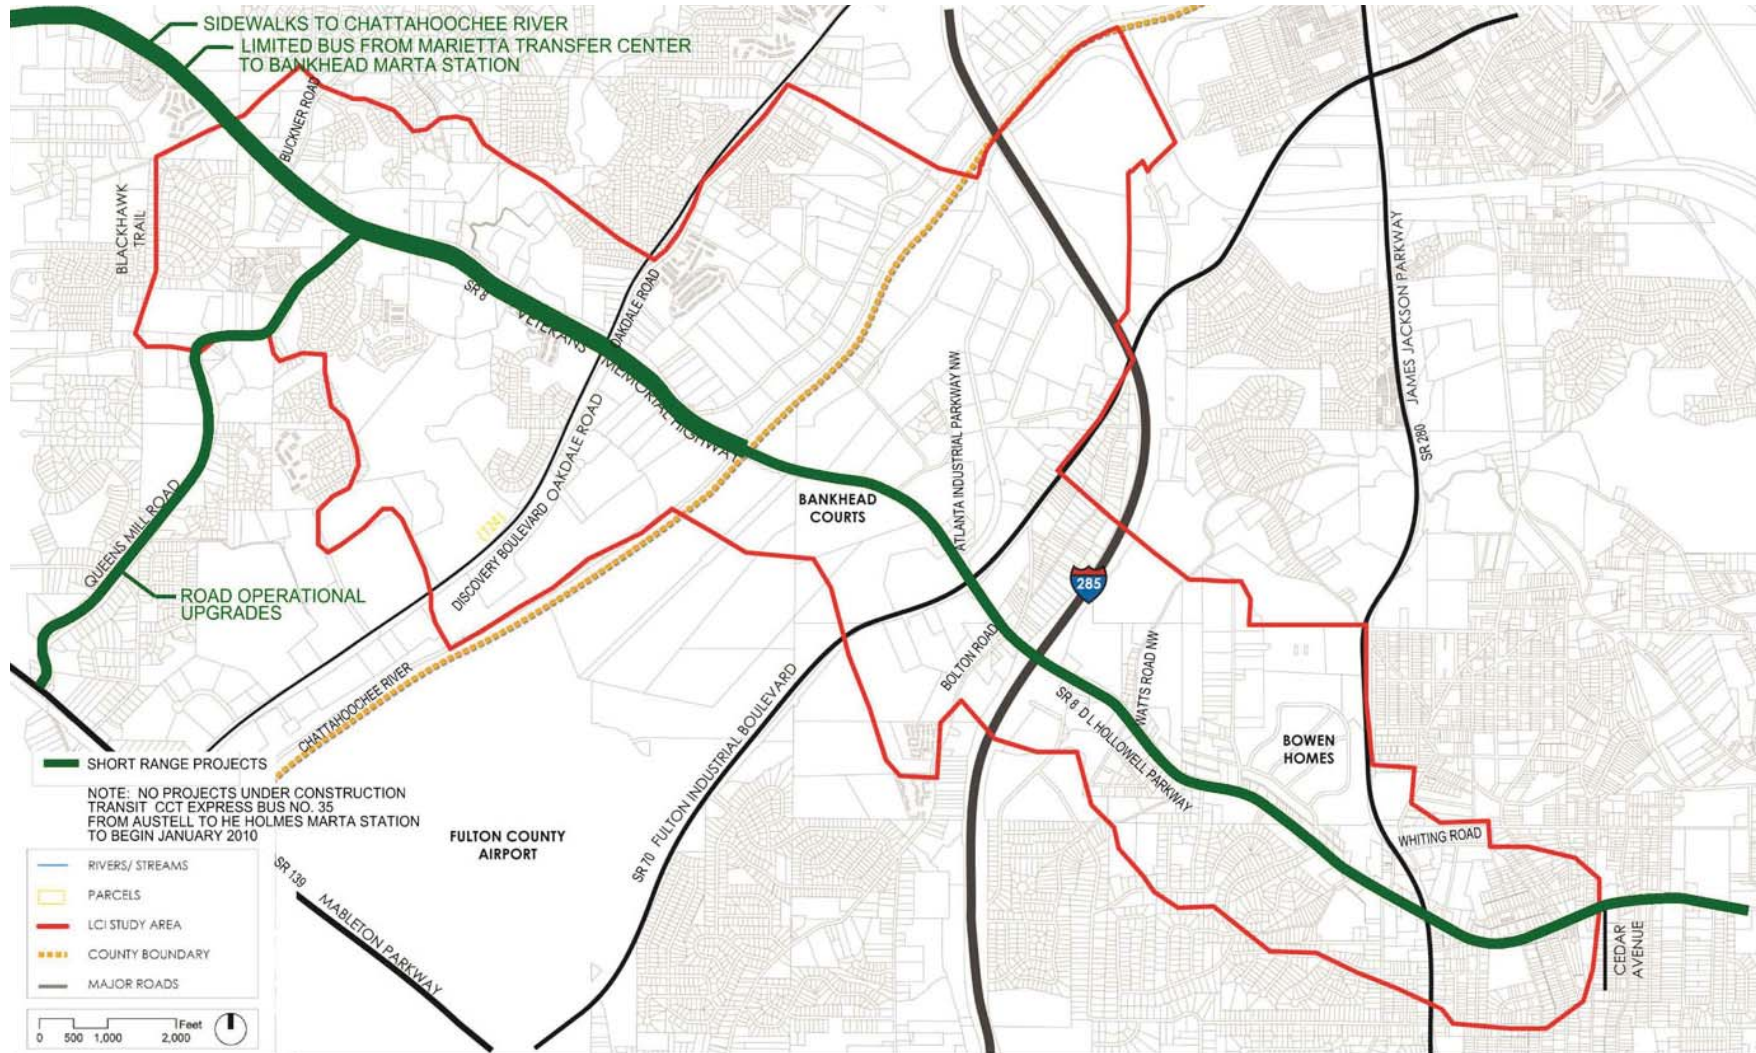 SIDEWALKS TO CHATTAHOOCHEE RIVER
LIMITED BUS FROM MARIETTA TRANSFER CENTER
TO BANKHEAD MARTA STATION
BUCKNER ROAD
BLACKHAWK
TRAIL
SR 8
VETERANS MEMORIAL HIGHWAY
OAKDALE ROAD
JAMES JACKSON PARKWAY
SR 280
ATLANTA INDUSTRIAL PARKWAY NW
BANKHEAD
COURTS
QUEENS MILL ROAD
DISCOVERY BOULEVARD OAKDALE ROAD
ROAD OPERATIONAL
UPGRADES
285
BOLTON ROAD
WATTS ROAD NW
CHATTAHOOCHEE RIVER
SR 8 D L HOLLOWELL PARKWAY
SR 70 FULTON INDUSTRIAL BOULEVARD
BOWEN
HOMES
WHITING ROAD
FULTON COUNTY
AIRPORT
SR 139
MABLETON PARKWAY
CEDAR
AVENUE
SHORT RANGE PROJECTS
NOTE: NO PROJECTS UNDER CONSTRUCTION
TRANSIT CCT EXPRESS BUS NO. 35
FROM AUSTELL TO HE HOLMES MARTA STATION
TO BEGIN JANUARY 2010
RIVERS/ STREAMS
PARCELS
LCI STUDY AREA
COUNTY BOUNDARY
MAJOR ROADS
Feet
0 500 1,000 2,000